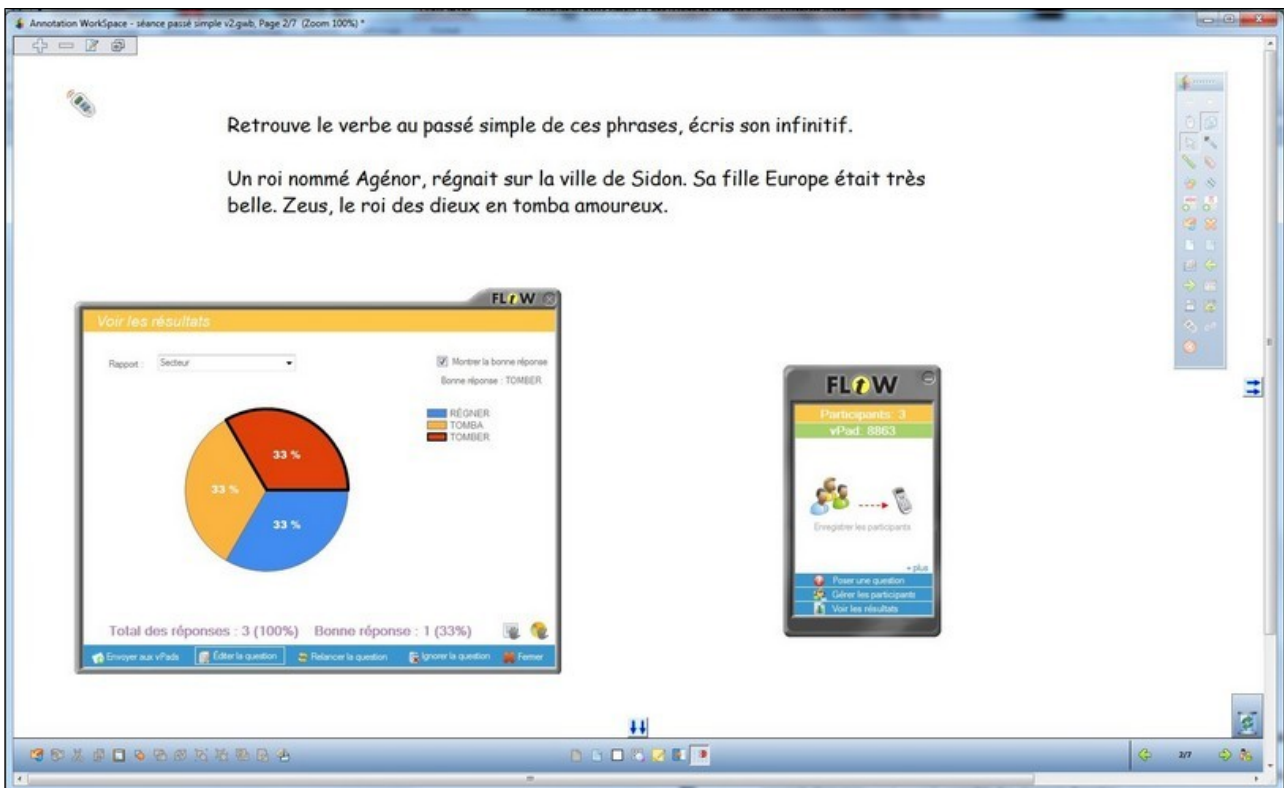 Annotation WorkSpace - séance passé simple v2.gwb, Page 2/7 (Zoom 100%) *
Retrouve le verbe au passé simple de ces phrases, écris son infinitif.
Un roi nommé Agénor, régnait sur la ville de Sidon. Sa fille Europe était très
belle. Zeus, le roi des dieux en tomba amoureux.
FLOW
Voir les résultats
Rapport : Secteur
Montrer la bonne réponse
Bonne réponse : TOMBER
RÉGNER
TOMBA
TOMBER
33 %
33 %
33 %
Total des réponses : 3 (100%) Bonne réponse : 1 (33%)
Envoyer aux vPads Éditer la question Relancer la question Ignorer la question Fermer
FLOW
Participants: 3
vPad: 8863
Enregistrer les participants
+ plus
Poser une question
Gérer les participants
Voir les résultats
2/7